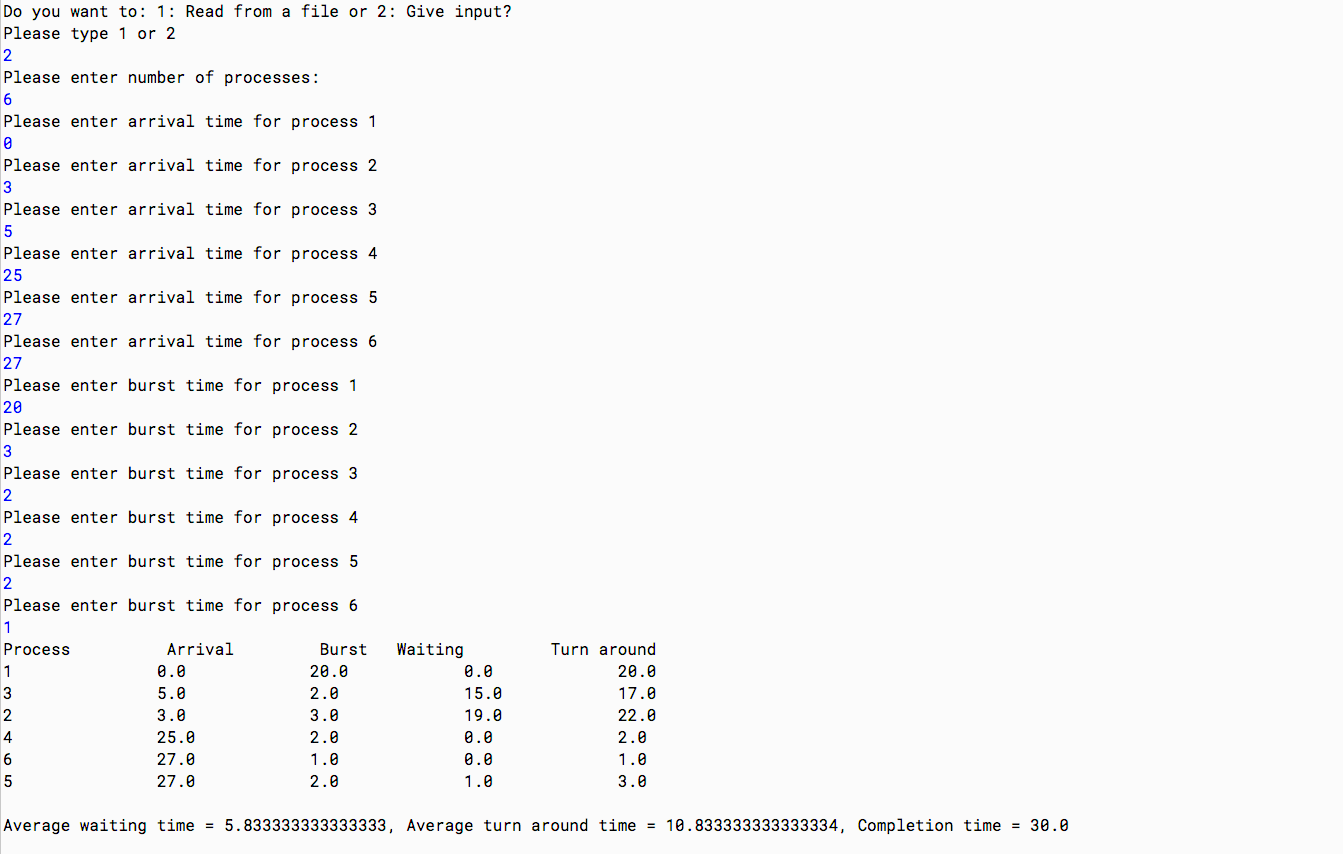 Do you want to: 1: Read from a file or 2: Give input?
Please type 1 or 2
2
Please enter number of processes:
6
Please enter arrival time for process 1
0
Please enter arrival time for process 2
3
Please enter arrival time for process 3
5
Please enter arrival time for process 4
25
Please enter arrival time for process 5
27
Please enter arrival time for process 6
27
Please enter burst time for process 1
20
Please enter burst time for process 2
3
Please enter burst time for process 3
2
Please enter burst time for process 4
2
Please enter burst time for process 5
2
Please enter burst time for process 6
1
Process Arrival Burst Waiting Turn around
1 0.0 20.0 0.0 20.0
3 5.0 2.0 15.0 17.0
2 3.0 3.0 19.0 22.0
4 25.0 2.0 0.0 2.0
6 27.0 1.0 0.0 1.0
5 27.0 2.0 1.0 3.0
Average waiting time = 5.833333333333333, Average turn around time = 10.833333333333334, Completion time = 30.0